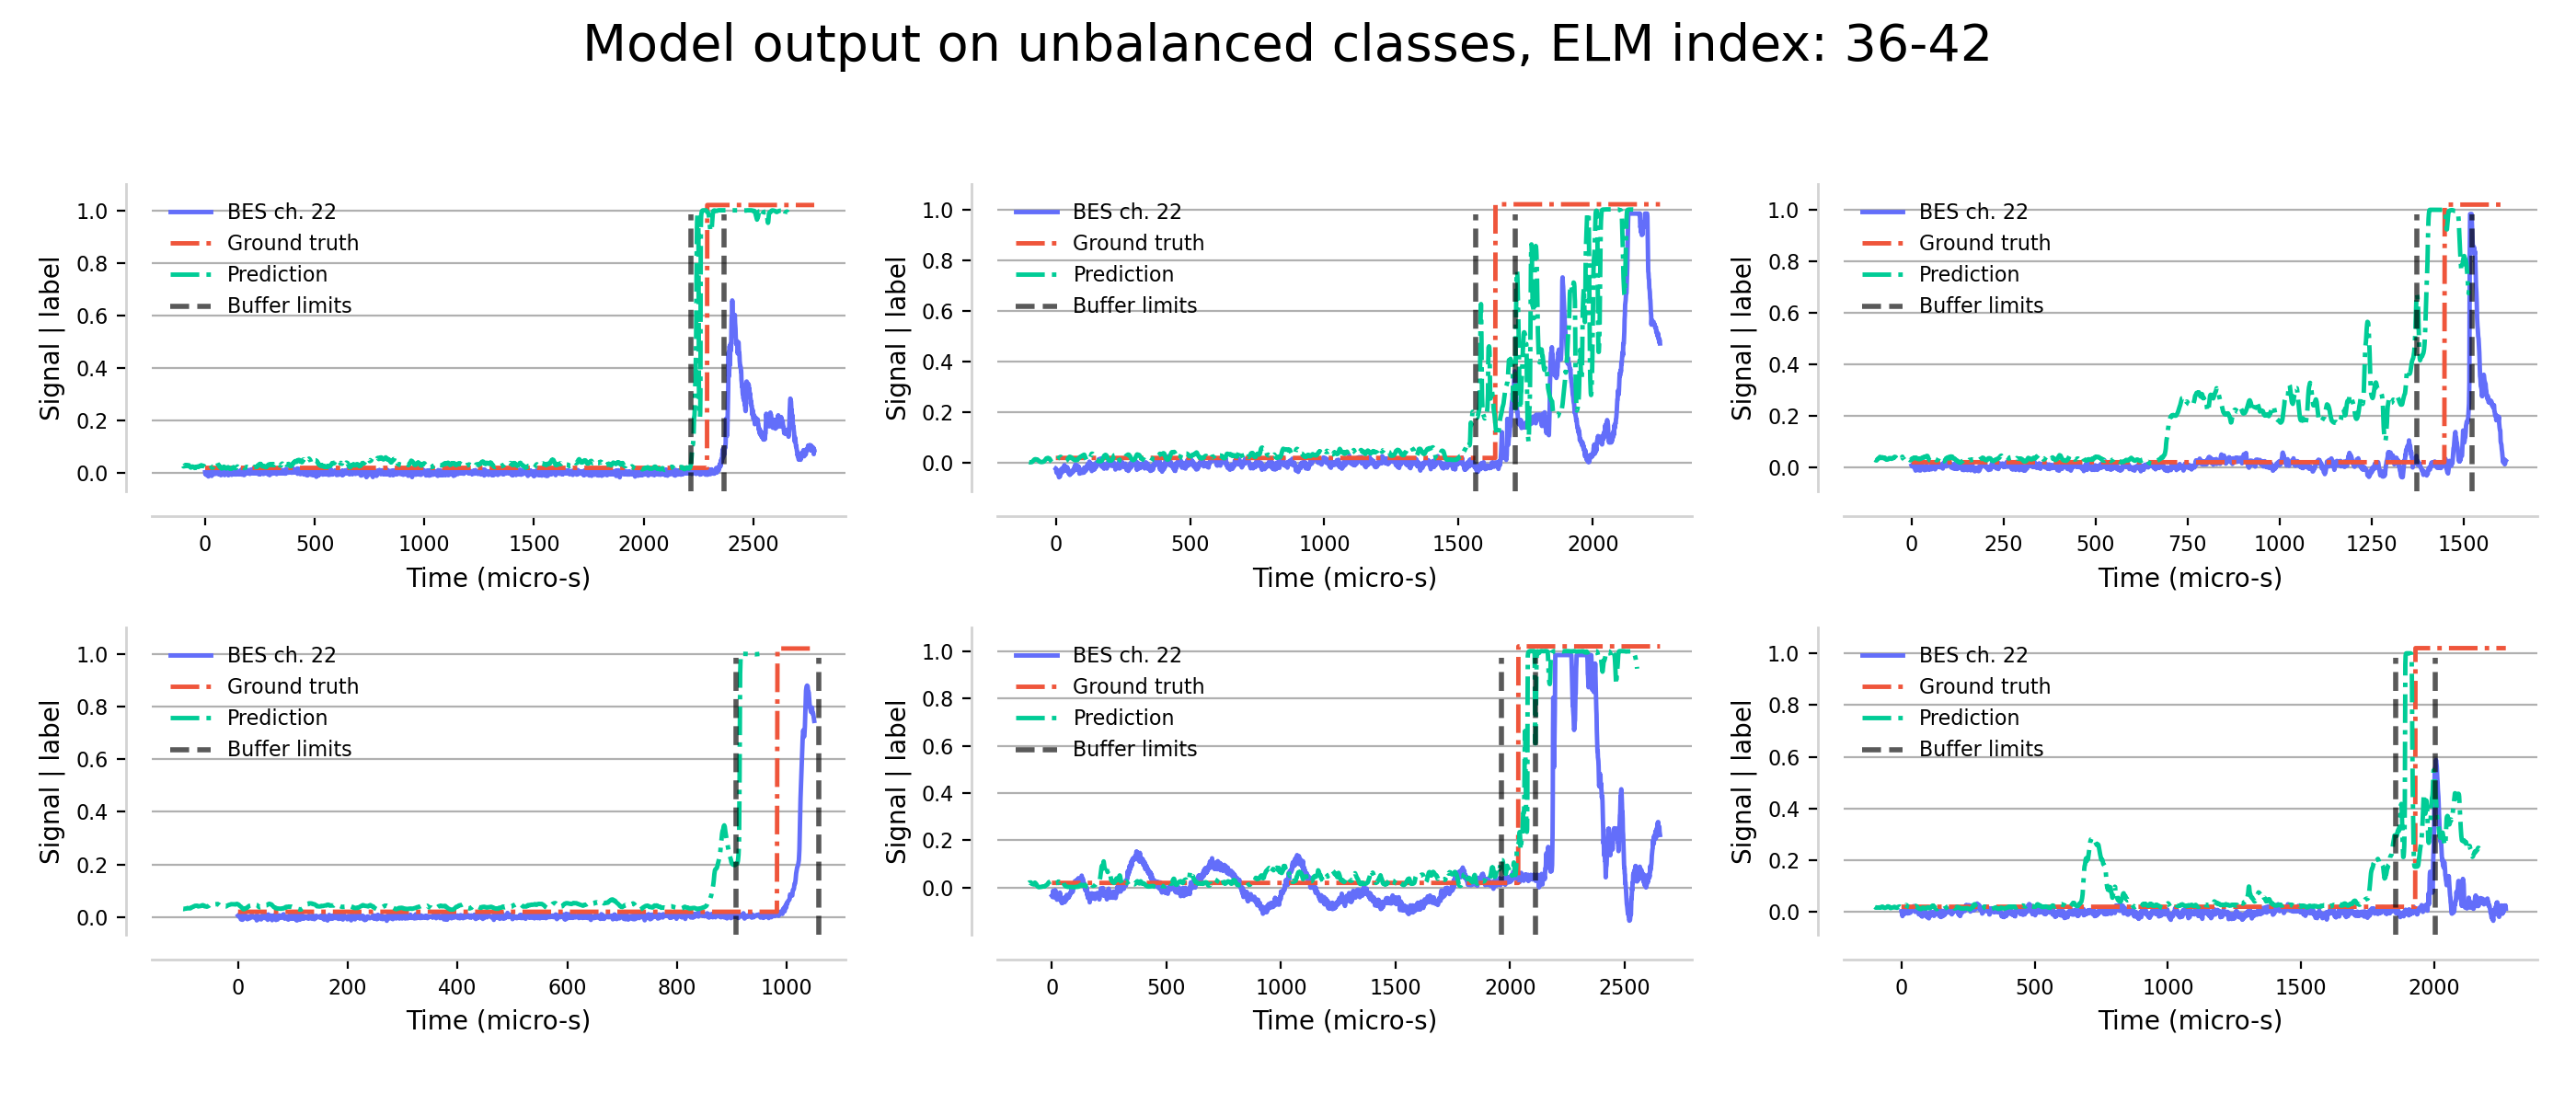 Model output on unbalanced classes, ELM index: 36-42
BES ch. 22
Ground truth
Prediction
Buffer limits
Signal | label
1.0
0.8
0.6
0.4
0.2
0.0
0 500 1000 1500 2000 2500
Time (micro-s)
BES ch. 22
Ground truth
Prediction
Buffer limits
Signal | label
1.0
0.8
0.6
0.4
0.2
0.0
0 500 1000 1500 2000
Time (micro-s)
BES ch. 22
Ground truth
Prediction
Buffer limits
Signal | label
1.0
0.8
0.6
0.4
0.2
0.0
0 250 500 750 1000 1250 1500
Time (micro-s)
BES ch. 22
Ground truth
Prediction
Buffer limits
Signal | label
1.0
0.8
0.6
0.4
0.2
0.0
0 200 400 600 800 1000
Time (micro-s)
BES ch. 22
Ground truth
Prediction
Buffer limits
Signal | label
1.0
0.8
0.6
0.4
0.2
0.0
0 500 1000 1500 2000 2500
Time (micro-s)
BES ch. 22
Ground truth
Prediction
Buffer limits
Signal | label
1.0
0.8
0.6
0.4
0.2
0.0
0 500 1000 1500 2000
Time (micro-s)